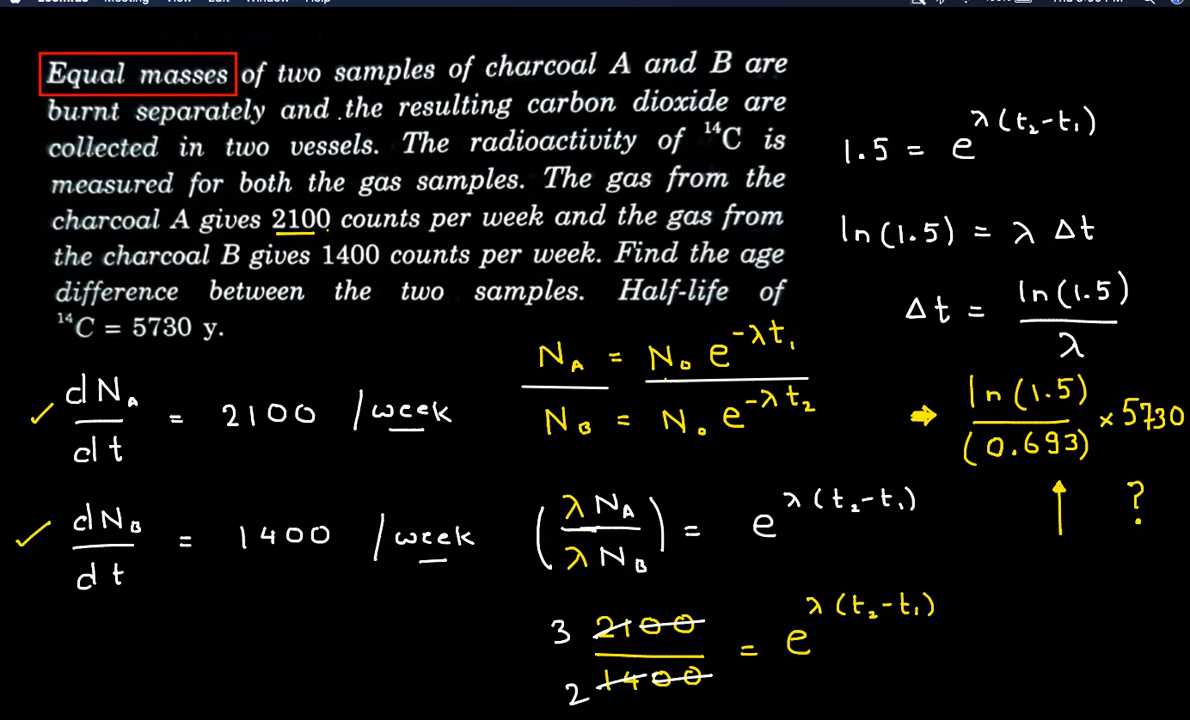 Equal masses of two samples of charcoal A and B are
burnt separately and the resulting carbon dioxide are
collected in two vessels. The radioactivity of ¹⁴C is
measured for both the gas samples. The gas from the
charcoal A gives 2100 counts per week and the gas from
the charcoal B gives 1400 counts per week. Find the age
difference between the two samples. Half-life of
¹⁴C = 5730 y.
dN_A/dt = 2100 /week
dN_B/dt = 1400 /week
N_A = N₀ e^(-λt₁)
N_B = N₀ e^(-λt₂)
(λN_A/λN_B) = e^(λ(t₂-t₁))
3 2100/2 1400 = e^(λ(t₂-t₁))
1.5 = e^(λ(t₂-t₁))
ln(1.5) = λ Δt
Δt = ln(1.5)/λ
ln(1.5)/(0.693) × 5730
?